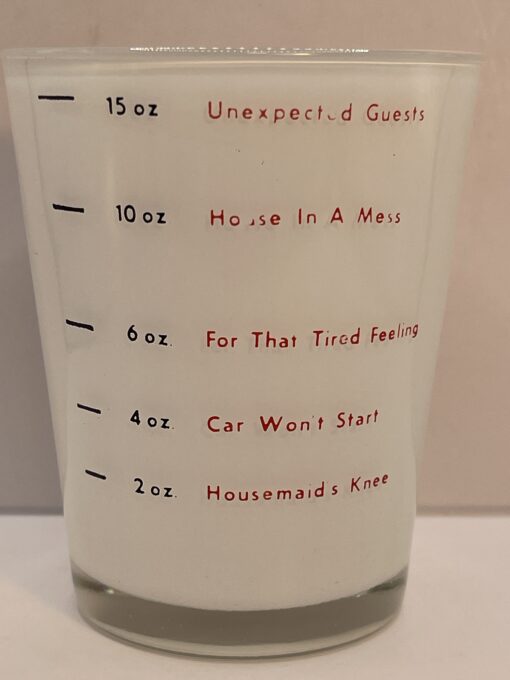 15 oz Unexpected Guests
10 oz House In A Mess
6 oz. For That Tired Feeling
4 oz. Car Won't Start
2 oz. Housemaid's Knee